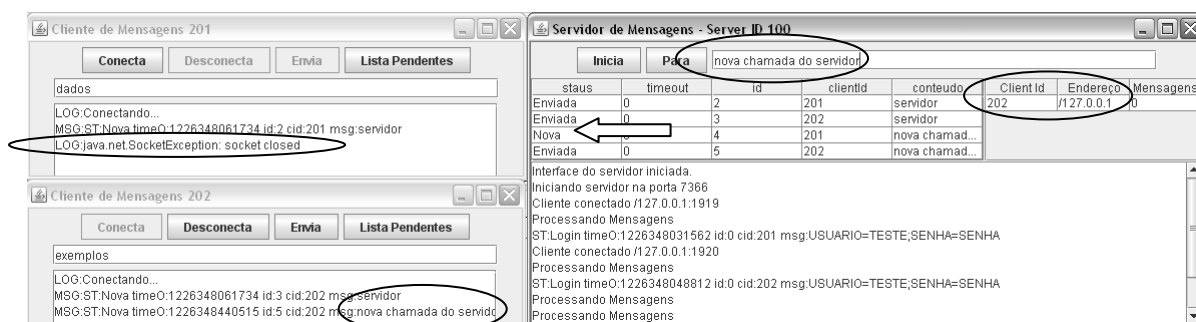 Cliente de Mensagens 201
Conecta Desconecta Envia Lista Pendentes
dados
LOG:Conectando...
MSG:ST:Nova timeO:1226348061734 id:2 cid:201 msg:servidor
LOG:java.net.SocketException: socket closed
Cliente de Mensagens 202
Conecta Desconecta Envia Lista Pendentes
exemplos
LOG:Conectando...
MSG:ST:Nova timeO:1226348061734 id:3 cid:202 msg:servidor
MSG:ST:Nova timeO:1226348440515 id:5 cid:202 msg:nova chamada do servido
Servidor de Mensagens - Server ID 100
Inicia Para nova chamada do servidor
staus timeout id clientId conteudo
Enviada 0 2 201 servidor
Enviada 0 3 202 servidor
Nova 4 201 nova chamad...
Enviada 0 5 202 nova chamad...
Client Id Endereço Mensagens
202 /127.0.0.1 0
Interface do servidor iniciada.
Iniciando servidor na porta 7366
Cliente conectado /127.0.0.1:1919
Processando Mensagens
ST:Login timeO:1226348031562 id:0 cid:201 msg:USUARIO=TESTE;SENHA=SENHA
Cliente conectado /127.0.0.1:1920
Processando Mensagens
ST:Login timeO:1226348048812 id:0 cid:202 msg:USUARIO=TESTE;SENHA=SENHA
Processando Mensagens
Processando Mensagens